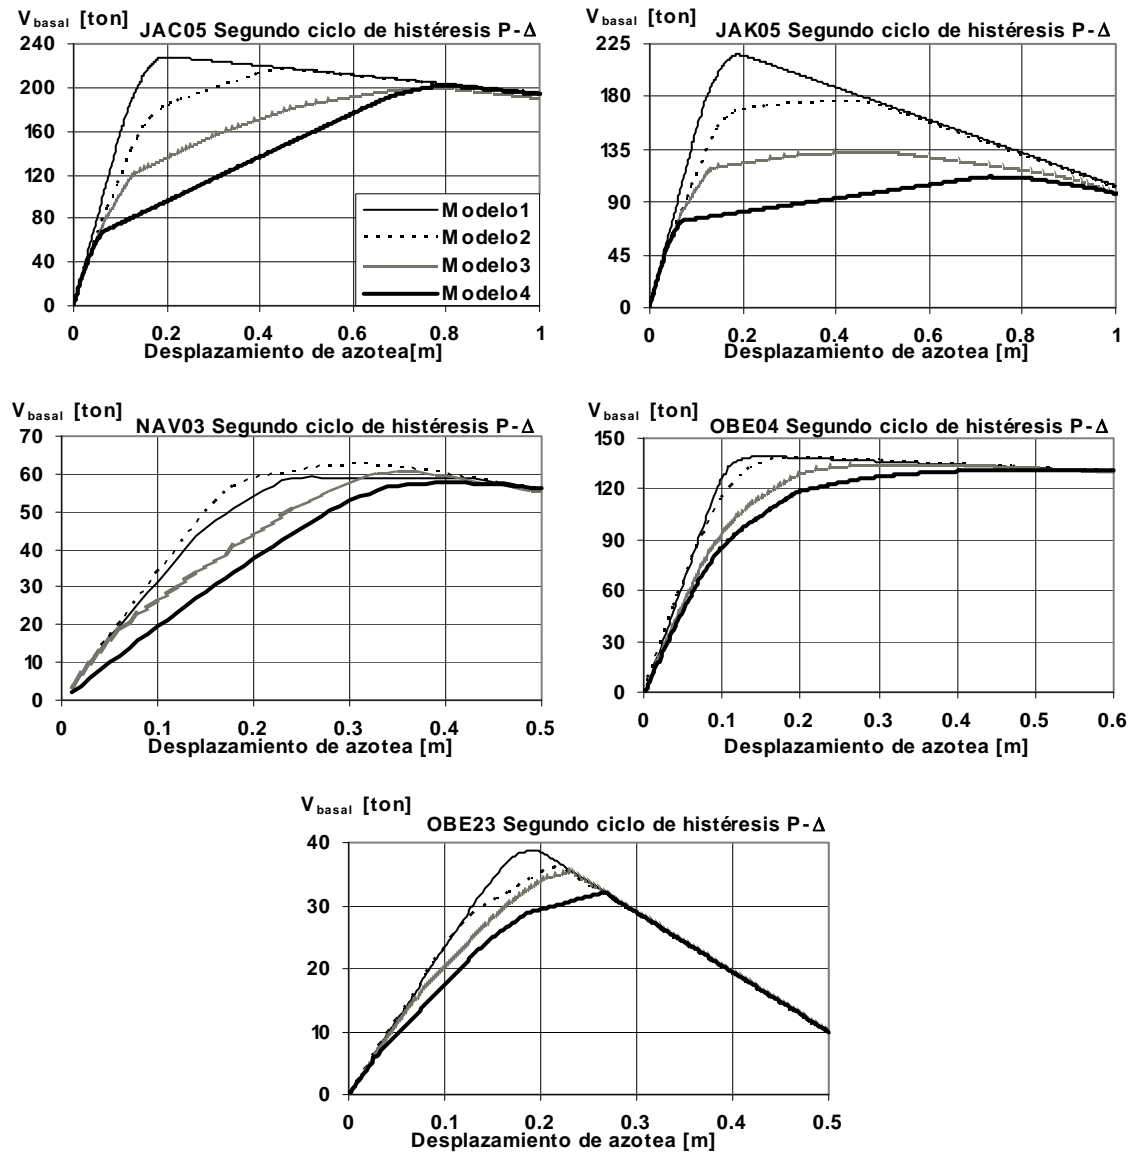 V basal [ton]
JAC05 Segundo ciclo de histéresis P-Δ
240
200
160
120
80
40
0
Modelo1
Modelo2
Modelo3
Modelo4
0 0.2 0.4 0.6 0.8 1
Desplazamiento de azotea[m]
V basal [ton]
JAK05 Segundo ciclo de histéresis P-Δ
225
180
135
90
45
0
0 0.2 0.4 0.6 0.8 1
Desplazamiento de azotea[m]
V basal [ton]
NAV03 Segundo ciclo de histéresis P-Δ
70
60
50
40
30
20
10
0
0 0.1 0.2 0.3 0.4 0.5
Desplazamiento de azotea [m]
V basal [ton]
OBE04 Segundo ciclo de histéresis P-Δ
150
120
90
60
30
0
0 0.1 0.2 0.3 0.4 0.5 0.6
Desplazamiento de azotea [m]
V basal [ton]
OBE23 Segundo ciclo de histéresis P-Δ
40
30
20
10
0
0 0.1 0.2 0.3 0.4 0.5
Desplazamiento de azotea [m]